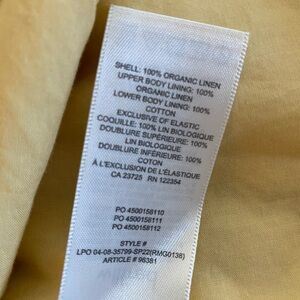 SHELL: 100% ORGANIC LINEN
UPPER BODY LINING: 100%
ORGANIC LINEN
LOWER BODY LINING: 100%
COTTON
EXCLUSIVE OF ELASTIC
COQUILLE: 100% LIN BIOLOGIQUE
DOUBLURE SUPÉRIEURE: 100%
LIN BIOLOGIQUE
DOUBLURE INFÉRIEURE: 100%
COTON
À L'EXCLUSION DE L'ÉLASTIQUE
CA 23725 RN 122354
PO 4500158110
PO 4500158111
PO 4500158112
STYLE #
LPO 04-08-35799-SP22(RMG0138)
ARTICLE # 96381